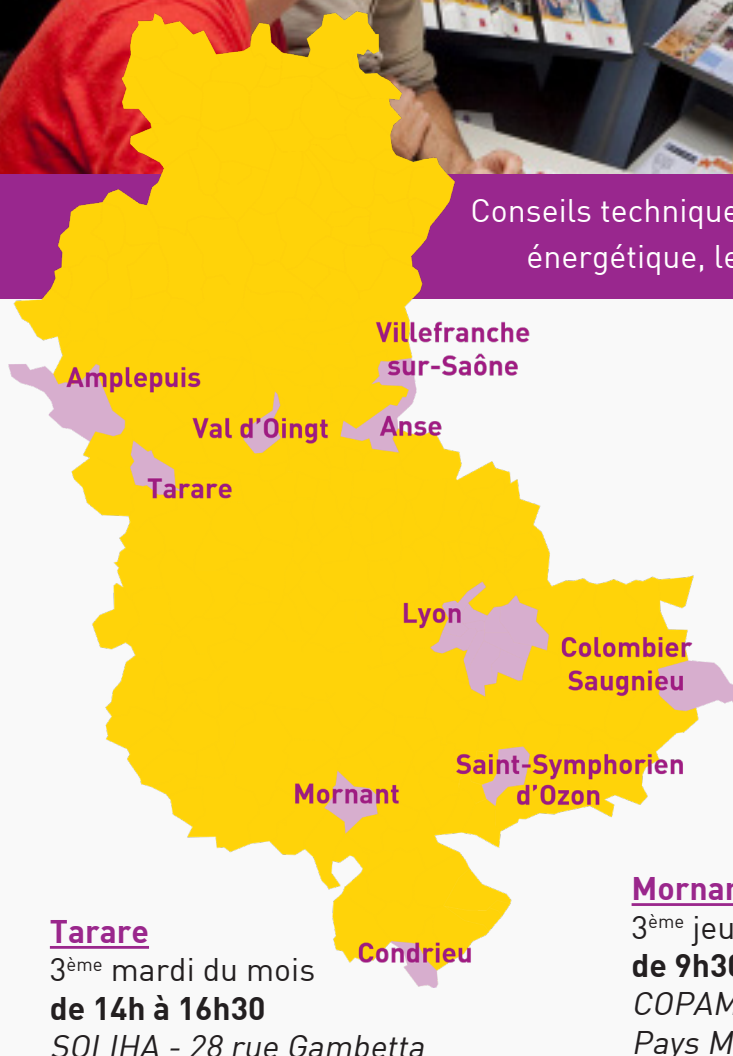 Conseils technique
énergétique, le
Villefranche
sur-Saône
Amplepuis
Val d'Oingt
Anse
Tarare
Lyon
Colombier
Saugnieu
Saint-Symphorien
d'Ozon
Mornant
Condrieu
Tarare
3ème mardi du mois
de 14h à 16h30
SOLIHA - 28 rue Gambetta
Mornan
3ème jeu
de 9h30
COPAM
Pays M